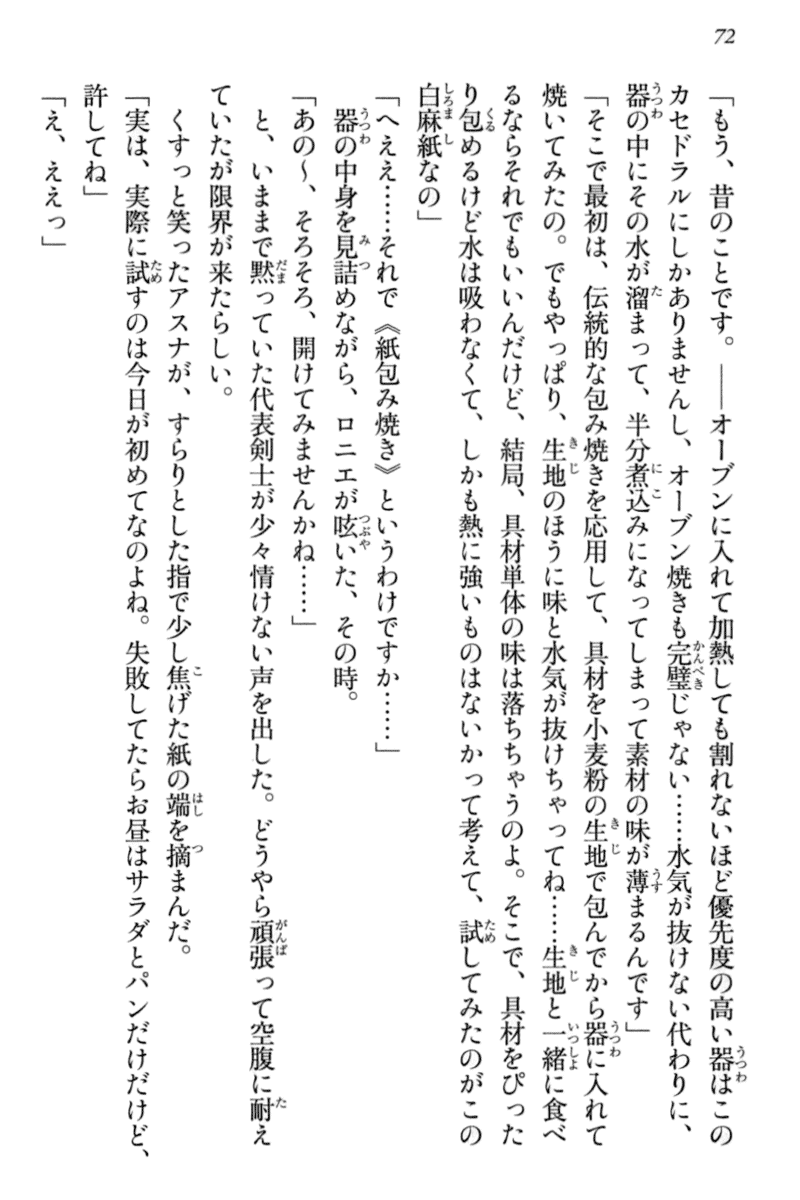 72
「もう、昔のことです。――オーブンに入れて加熱しても割れないほど優先度の高い器はこの
カセドラルにしかありませんし、オーブン焼きも完璧じゃない……水気が抜けない代わりに、
器の中にその水が溜まって、半分煮込みになってしまって素材の味が薄まるんです」
「そこで最初は、伝統的な包み焼きを応用して、具材を小麦粉の生地で包んでから器に入れて
焼いてみたの。でもやっぱり、生地のほうに味と水気が抜けちゃってね……生地と一緒に食べ
るならそれでもいいんだけど、結局、具材単体の味は落ちちゃうのよ。そこで、具材をぴった
り包めるけど水は吸わなくて、しかも熱に強いものはないかって考えて、試してみたのがこの
白麻紙なの」
「へええ……それで《紙包み焼き》というわけですか……」
器の中身を見詰めながら、ロニエが呟いた、その時。
「あの～、そろそろ、開けてみませんかね……」
と、いままで黙っていた代表剣士が少々情けない声を出した。どうやら頑張って空腹に耐え
ていたが限界が来たらしい。
くすっと笑ったアスナが、すらりとした指で少し焦げた紙の端を摘まんだ。
「実は、実際に試すのは今日が初めてなのよね。失敗してたらお昼はサラダとパンだけだけど、
許してね」
「え、ええっ」